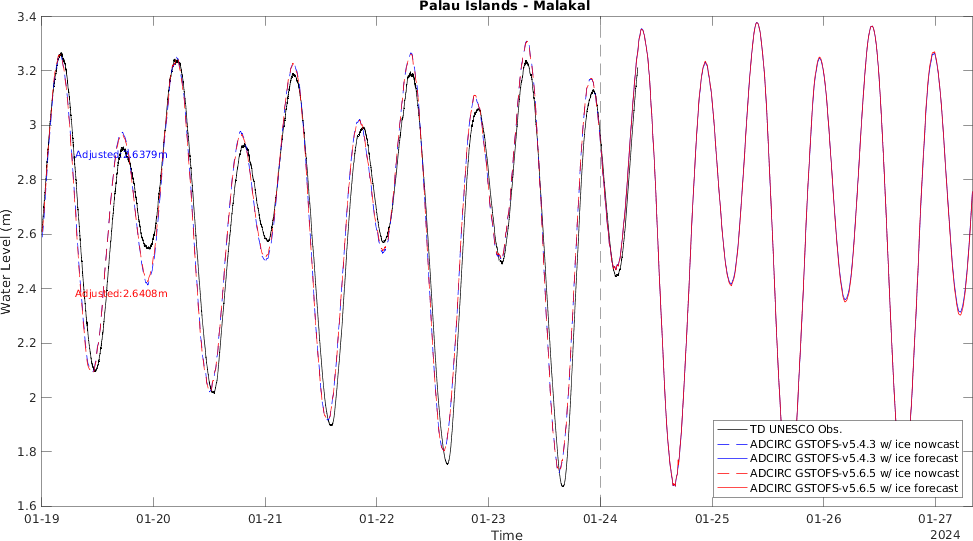 Palau Islands - Malakal
3.4
3.2
3
2.8
2.6
2.4
2.2
2
1.8
1.6
Water Level (m)
Adjusted:2.6379m
Adjusted:2.6408m
TD UNESCO Obs.
ADCIRC GSTOFS-v5.4.3 w/ ice nowcast
ADCIRC GSTOFS-v5.4.3 w/ ice forecast
ADCIRC GSTOFS-v5.6.5 w/ ice nowcast
ADCIRC GSTOFS-v5.6.5 w/ ice forecast
01-19 01-20 01-21 01-22 01-23 01-24 01-25 01-26 01-27
Time
2024